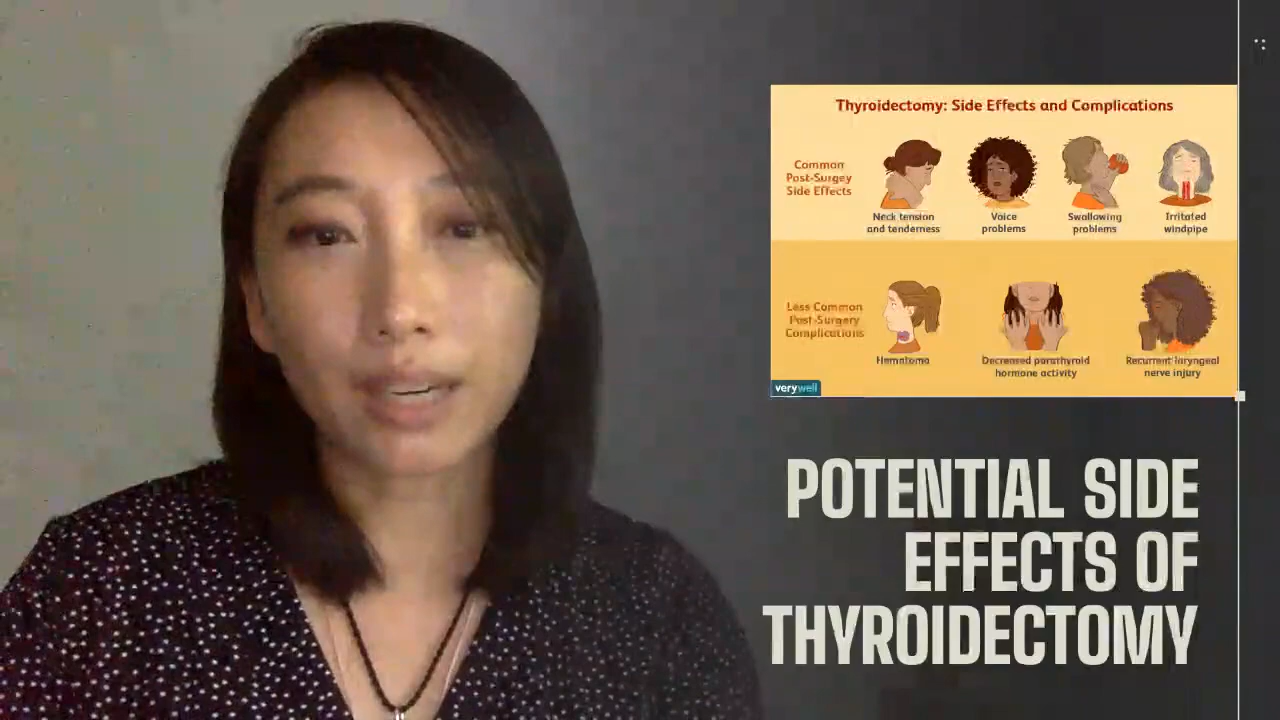 Thyroidectomy: Side Effects and Complications
Common
Post-Surgey
Side Effects
Neck tension
and tenderness
Voice
problems
Swallowing
problems
Irritated
windpipe
Less Common
Post-Surgery
Complications
Hematoma
Decreased parathyroid
hormone activity
Recurrent laryngeal
nerve injury
verywell
POTENTIAL SIDE
EFFECTS OF
THYROIDECTOMY